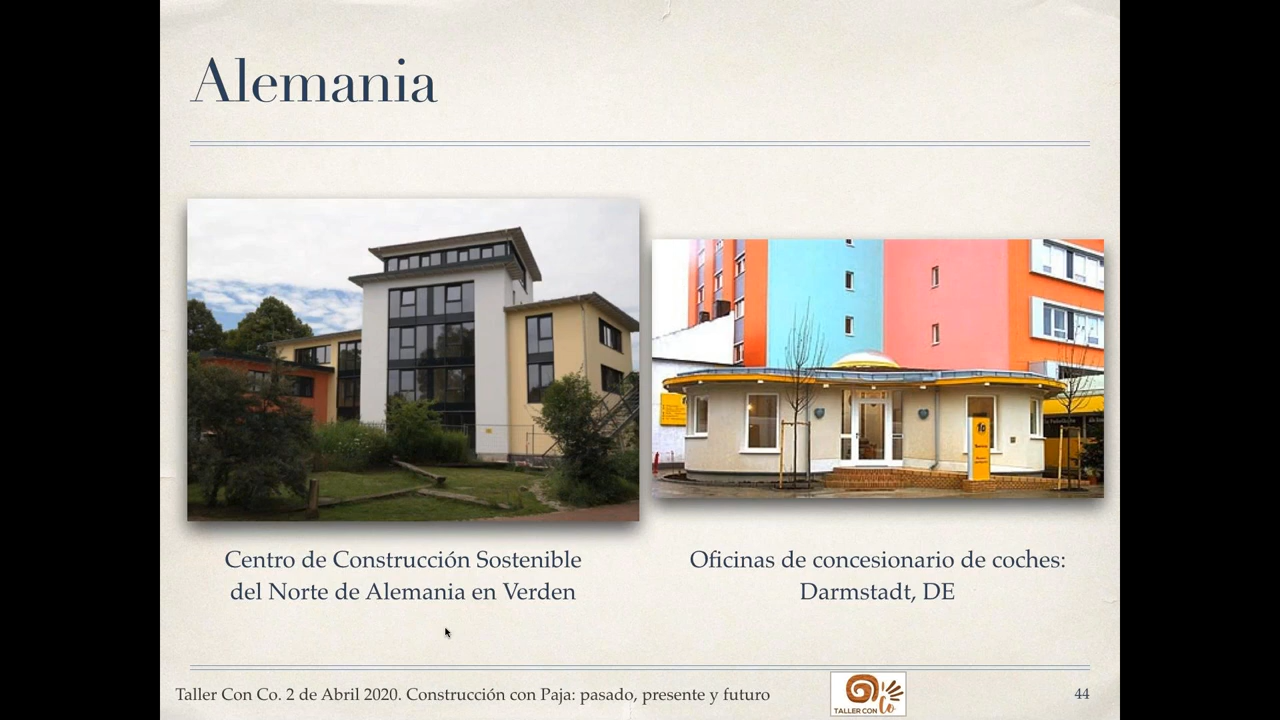 Alemania
Centro de Construcción Sostenible
del Norte de Alemania en Verden
Oficinas de concesionario de coches:
Darmstadt, DE
Taller Con Co. 2 de Abril 2020. Construcción con Paja: pasado, presente y futuro
TALLER CON Co
44